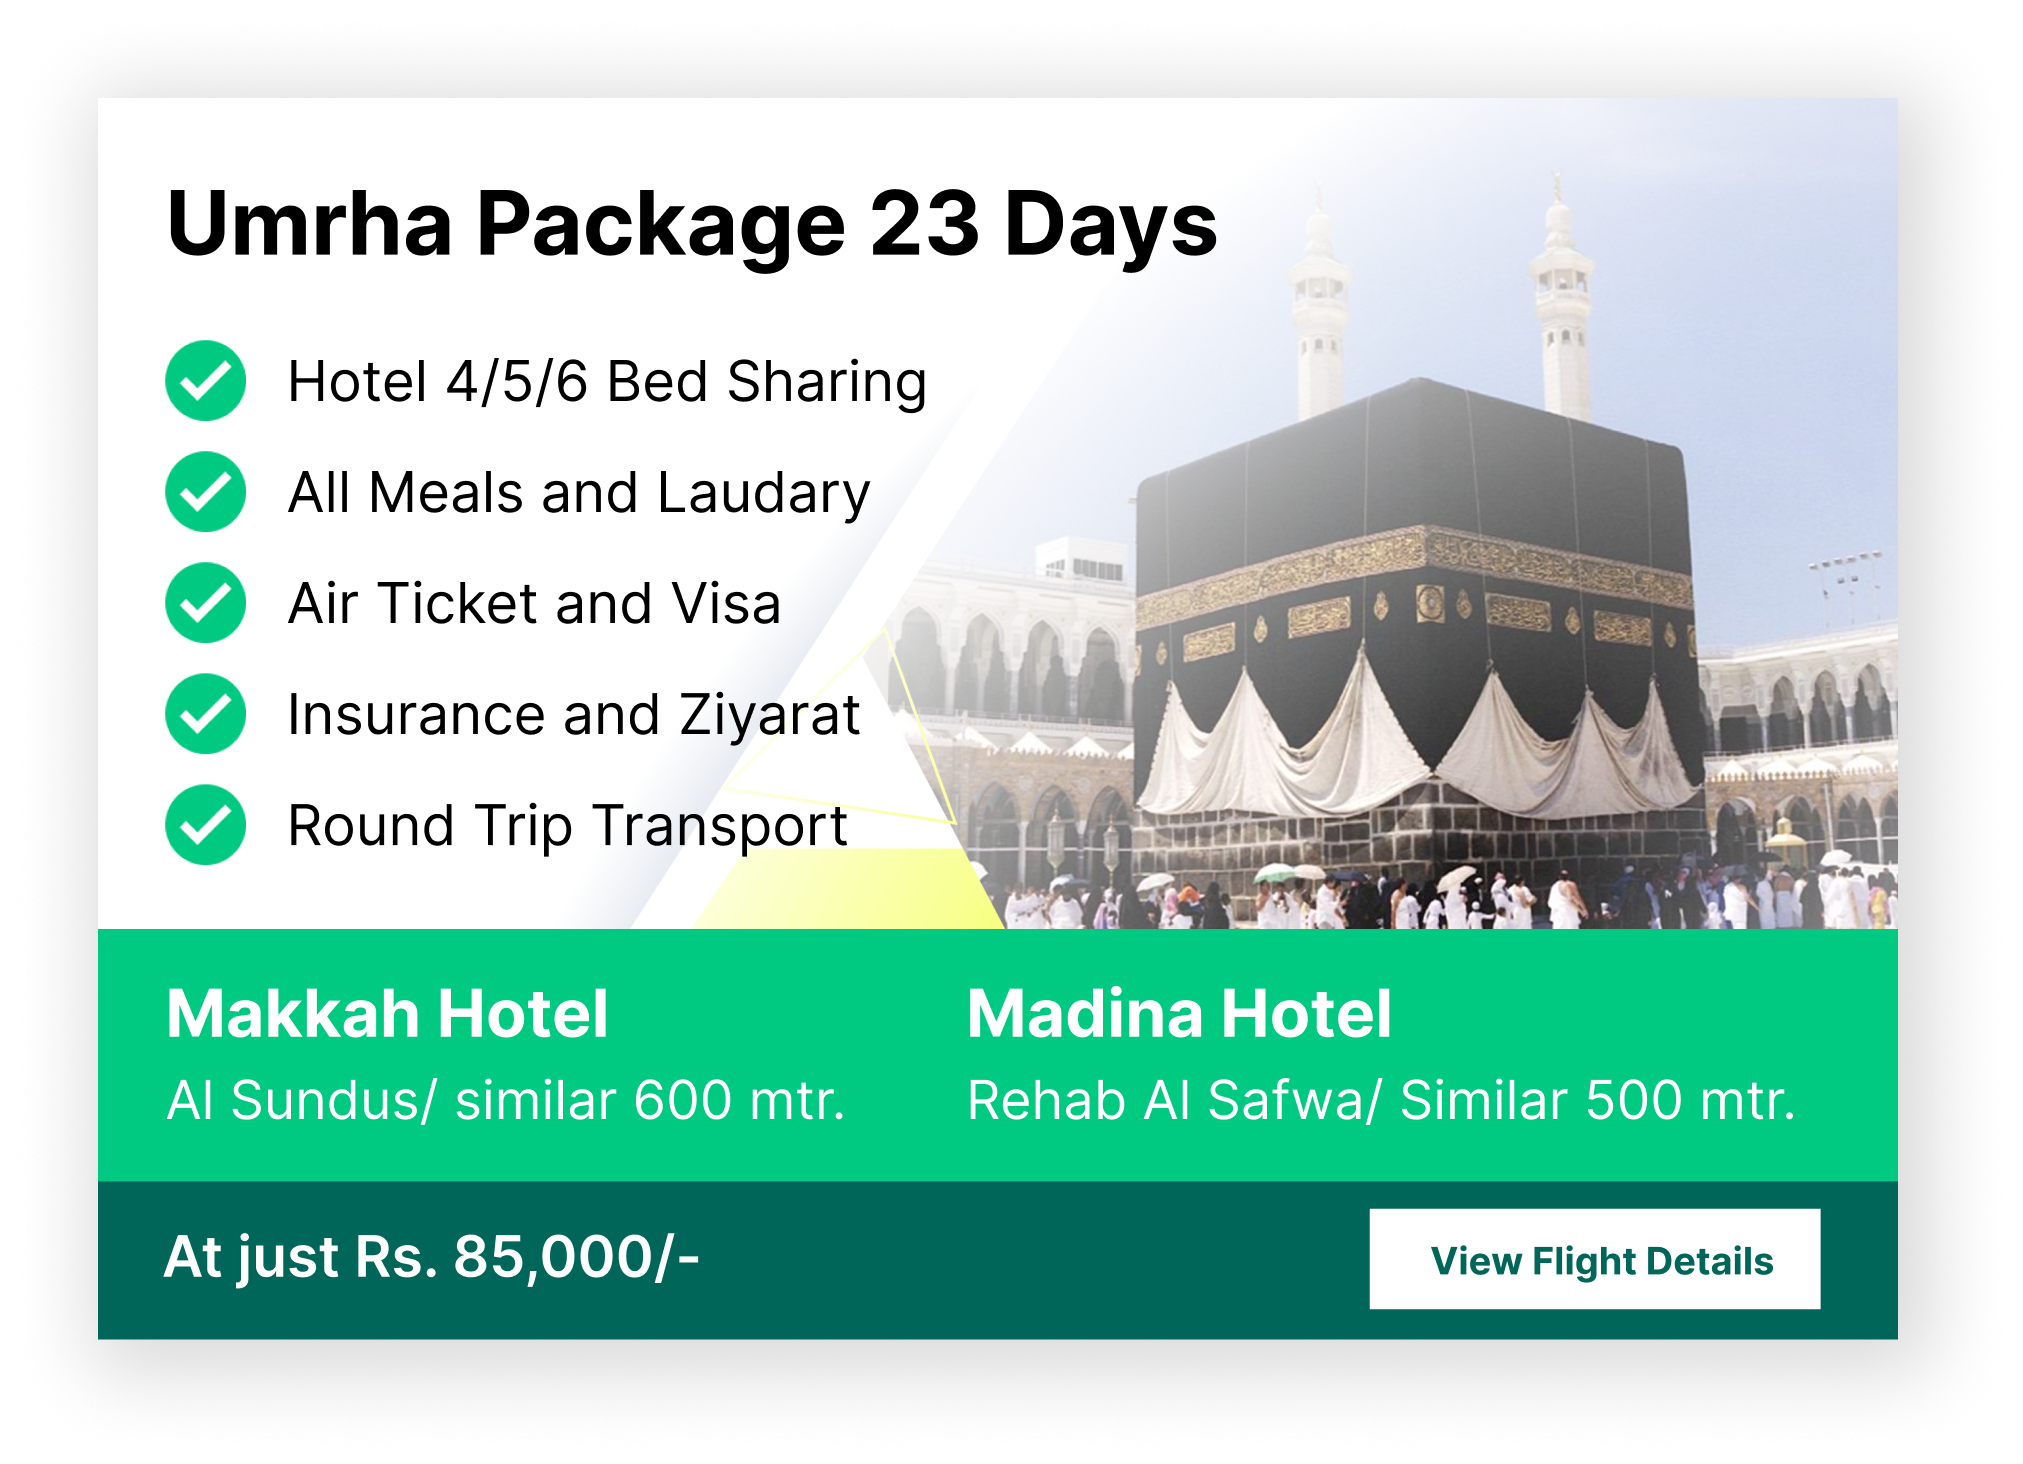 Umrha Package 23 Days
Hotel 4/5/6 Bed Sharing
All Meals and Laudary
Air Ticket and Visa
Insurance and Ziyarat
Round Trip Transport
Makkah Hotel
Al Sundus/ similar 600 mtr.
Madina Hotel
Rehab Al Safwa/ Similar 500 mtr.
At just Rs. 85,000/-
View Flight Details